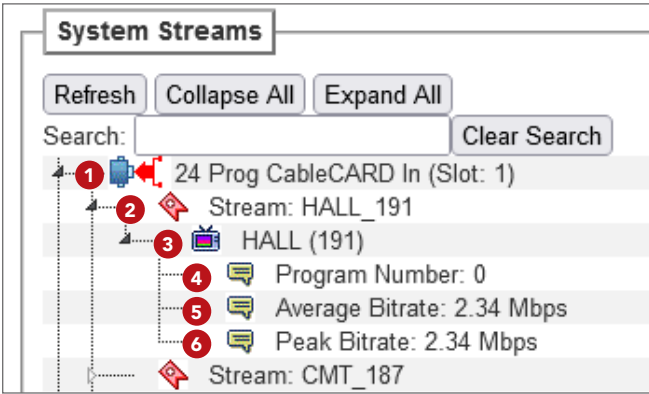 System Streams
Refresh Collapse All Expand All
Search: Clear Search
1 24 Prog CableCARD In (Slot: 1)
2 Stream: HALL_191
3 HALL (191)
4 Program Number: 0
5 Average Bitrate: 2.34 Mbps
6 Peak Bitrate: 2.34 Mbps
Stream: CMT_187